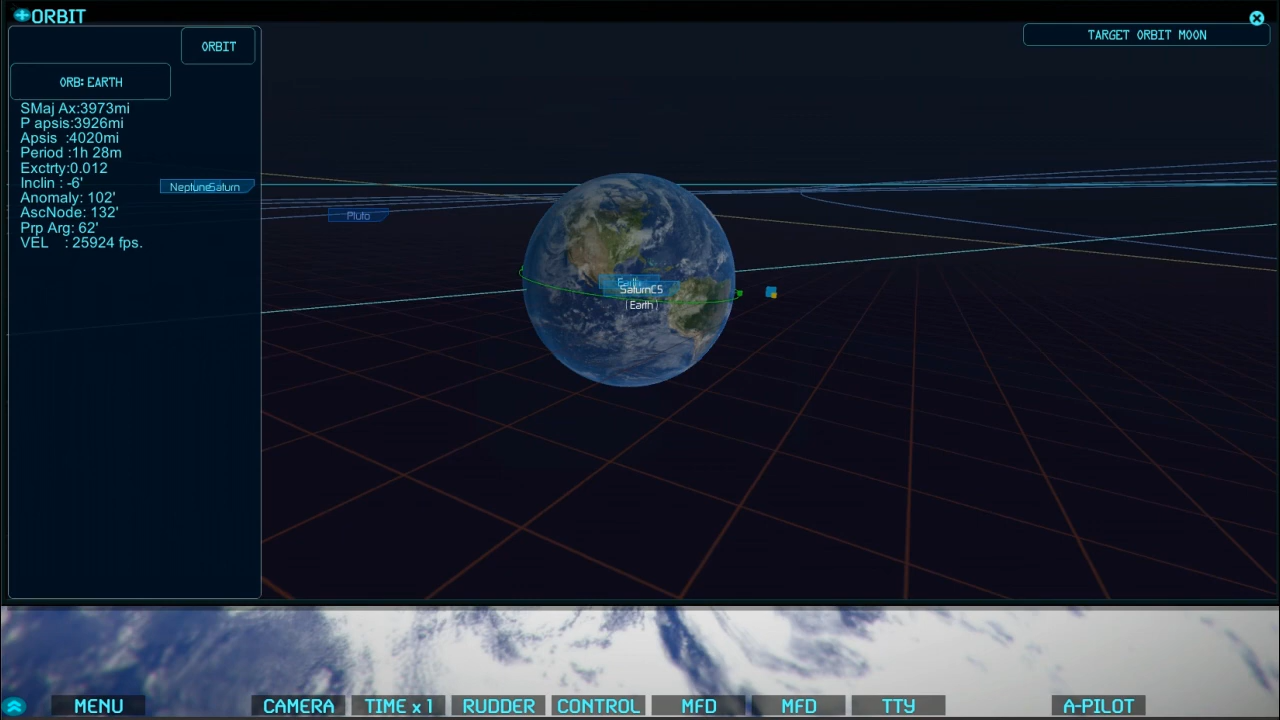 ORBIT
TARGET ORBIT MOON
ORBIT
ORB: EARTH
SMaj Ax:3973mi
P apsis:3926mi
Apsis :4020mi
Period :1h 28m
Exctrty:0.012
Inclin : -6'
Anomaly: 102'
AscNode: 132'
Prp Arg: 62'
VEL : 25924 fps.
NeptuneSaturn
Pluto
Earth
SaturnC5
(Earth)
MENU
CAMERA
TIME x 1
RUDDER
CONTROL
MFD
MFD
TTY
A-PILOT